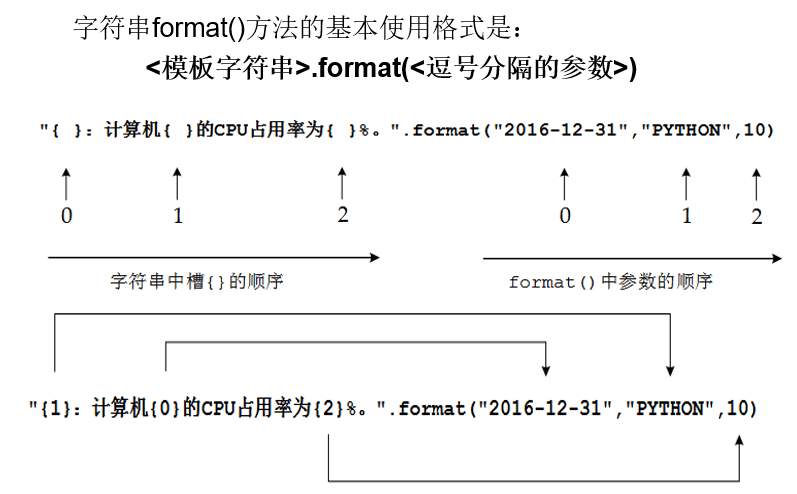 字符串format()方法的基本使用格式是:
<模板字符串>.format(<逗号分隔的参数>)
"{ }: 计算机{ }的CPU占用率为{ }%。".format("2016-12-31","PYTHON",10)
0 1 2 0 1 2
字符串中槽{}的顺序 format()中参数的顺序
"{1}: 计算机{0}的CPU占用率为{2}%。".format("2016-12-31","PYTHON",10)